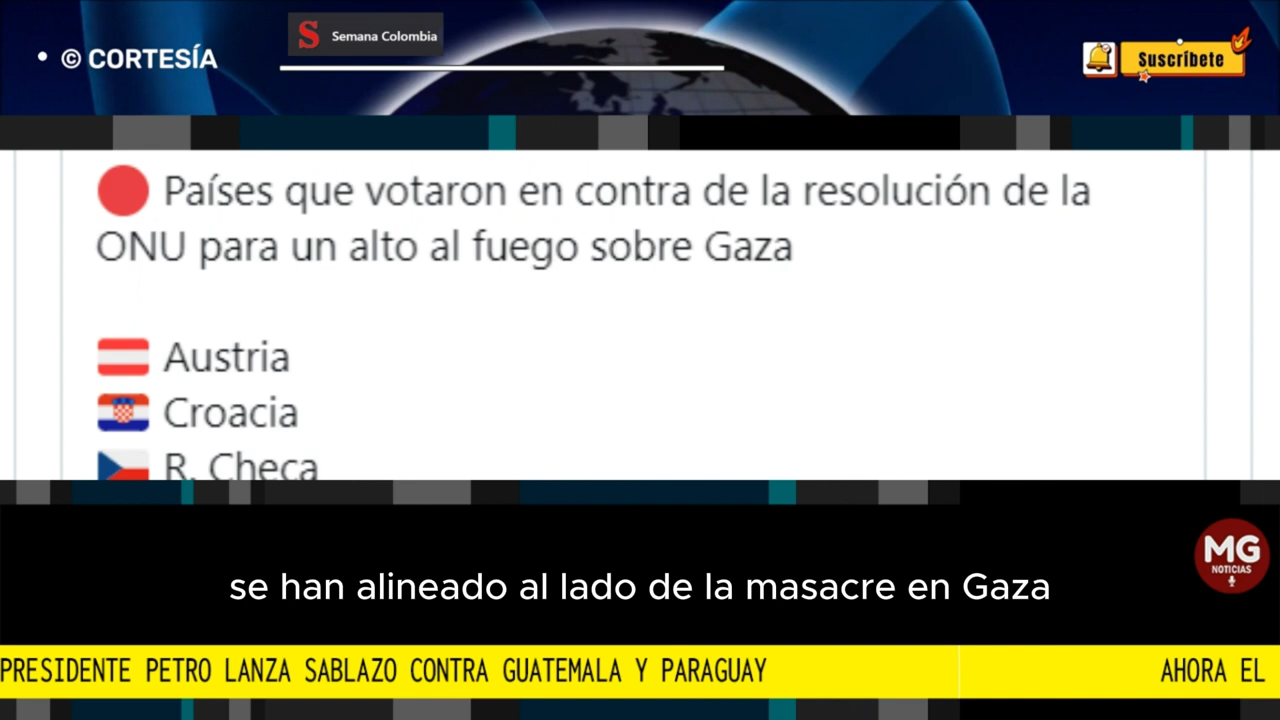 • © CORTESÍA
S Semana Colombia
Suscríbete
Países que votaron en contra de la resolución de la
ONU para un alto al fuego sobre Gaza
Austria
Croacia
R. Checa
MG
NOTICIAS
se han alineado al lado de la masacre en Gaza
PRESIDENTE PETRO LANZA SABLAZO CONTRA GUATEMALA Y PARAGUAY
AHORA EL